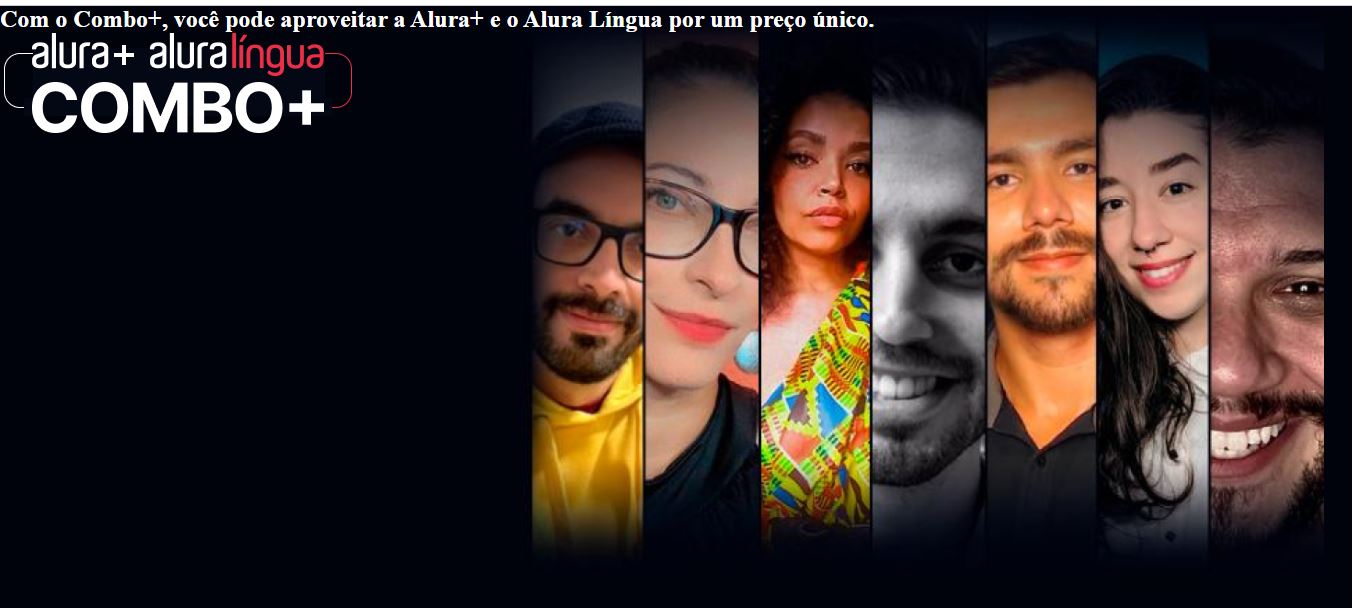 Com o Combo+, você pode aproveitar a Alura+ e o Alura Língua por um preço único.
alura+ aluralíngua
COMBO+